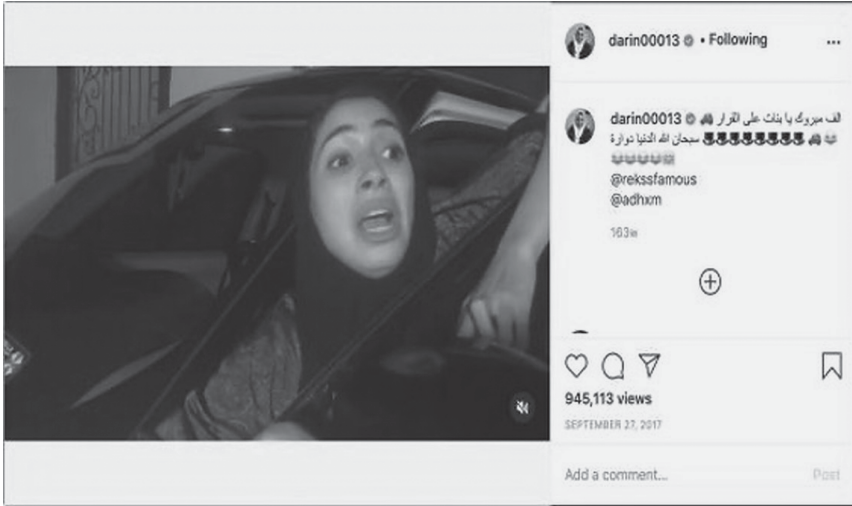 darin00013 • Following
darin00013 الف مبروك يا بنات على القرار
سبحان الله الدنيا دوارة
@rekssfamous
@adhxm
163w
945,113 views
SEPTEMBER 27, 2017
Add a comment...
Post